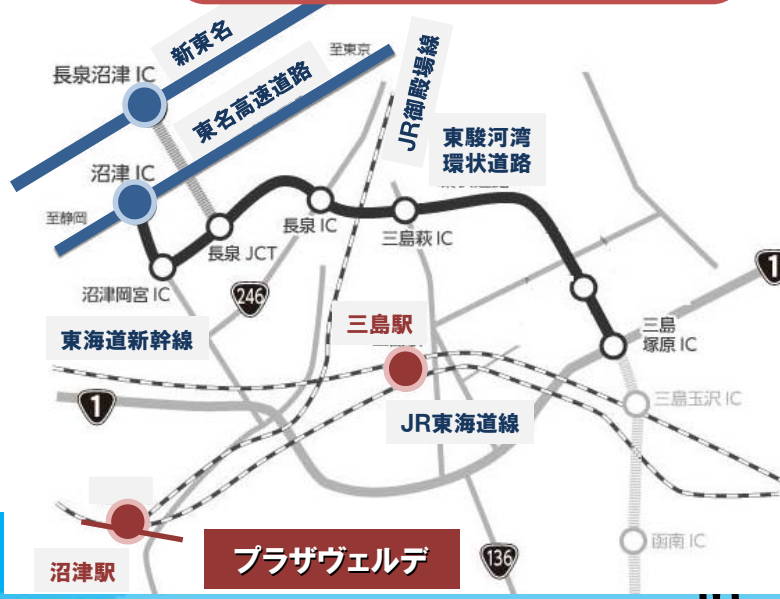 新東名
至東京
長泉沼津 IC
東名高速道路
JR御殿場線
東駿河湾
環状道路
沼津 IC
至静岡
長泉 IC
三島萩 IC
長泉 JCT
沼津岡宮 IC
246
1
三島駅
三島
塚原 IC
東海道新幹線
三島玉沢 IC
1
JR東海道線
プラザヴェルデ
函南 IC
136
沼津駅